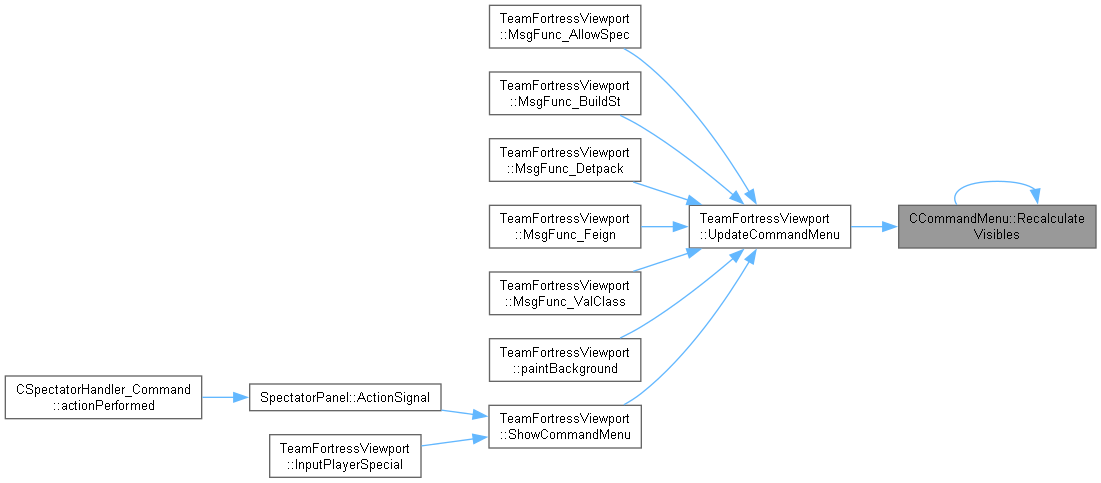 TeamFortressViewport
::MsgFunc_AllowSpec
TeamFortressViewport
::MsgFunc_BuildSt
TeamFortressViewport
::MsgFunc_Detpack
TeamFortressViewport
::MsgFunc_Feign
TeamFortressViewport
::UpdateCommandMenu
CCommandMenu::Recalculate
Visibles
TeamFortressViewport
::MsgFunc_ValClass
TeamFortressViewport
::paintBackground
CSpectatorHandler_Command
::actionPerformed
SpectatorPanel::ActionSignal
TeamFortressViewport
::ShowCommandMenu
TeamFortressViewport
::InputPlayerSpecial